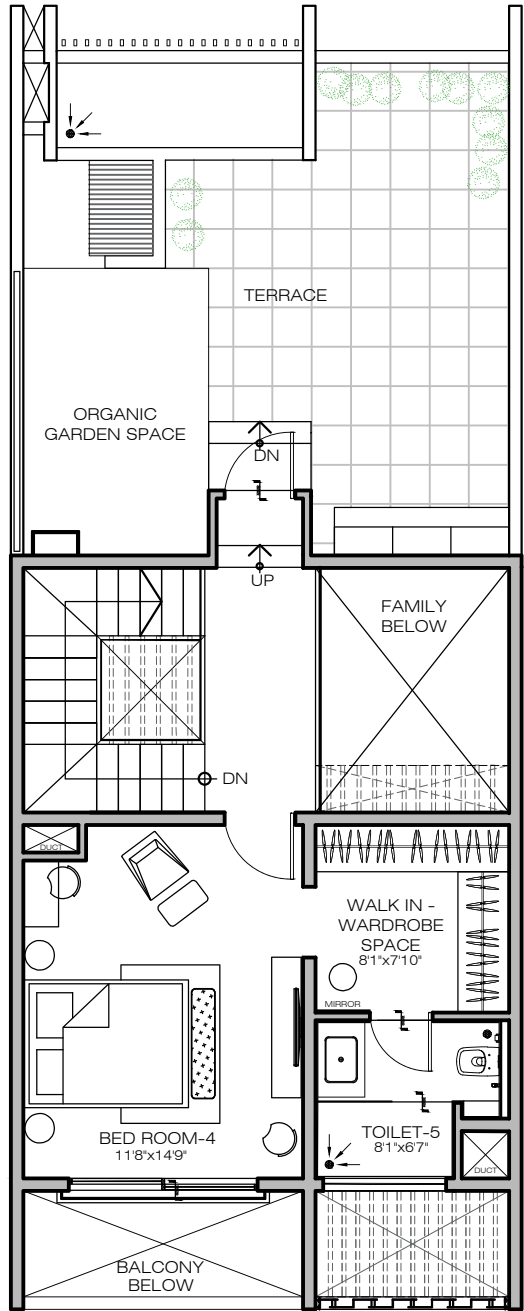 TERRACE
ORGANIC
GARDEN SPACE
DN
UP
FAMILY
BELOW
DN
DUCT
WALK IN -
WARDROBE
SPACE
8'1"x7'10"
MIRROR
BED ROOM-4
11'8"x14'9"
TOILET-5
8'1"x6'7"
DUCT
BALCONY
BELOW